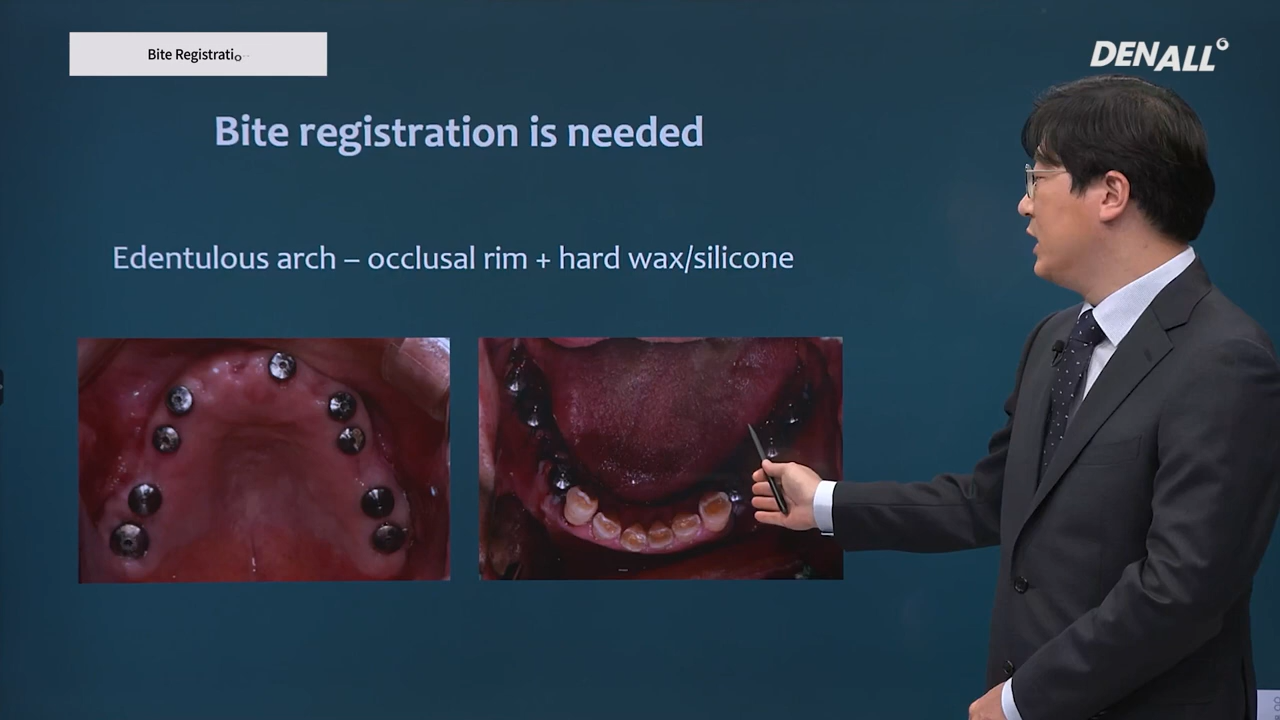 Bite Registratio
DENALL
Bite registration is needed
Edentulous arch – occlusal rim + hard wax/silicone